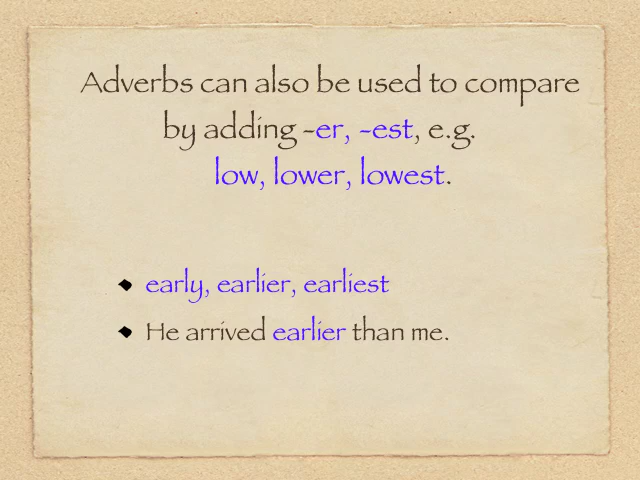 Adverbs can also be used to compare
by adding -er, -est, e.g.
low, lower, lowest.
early, earlier, earliest
He arrived earlier than me.